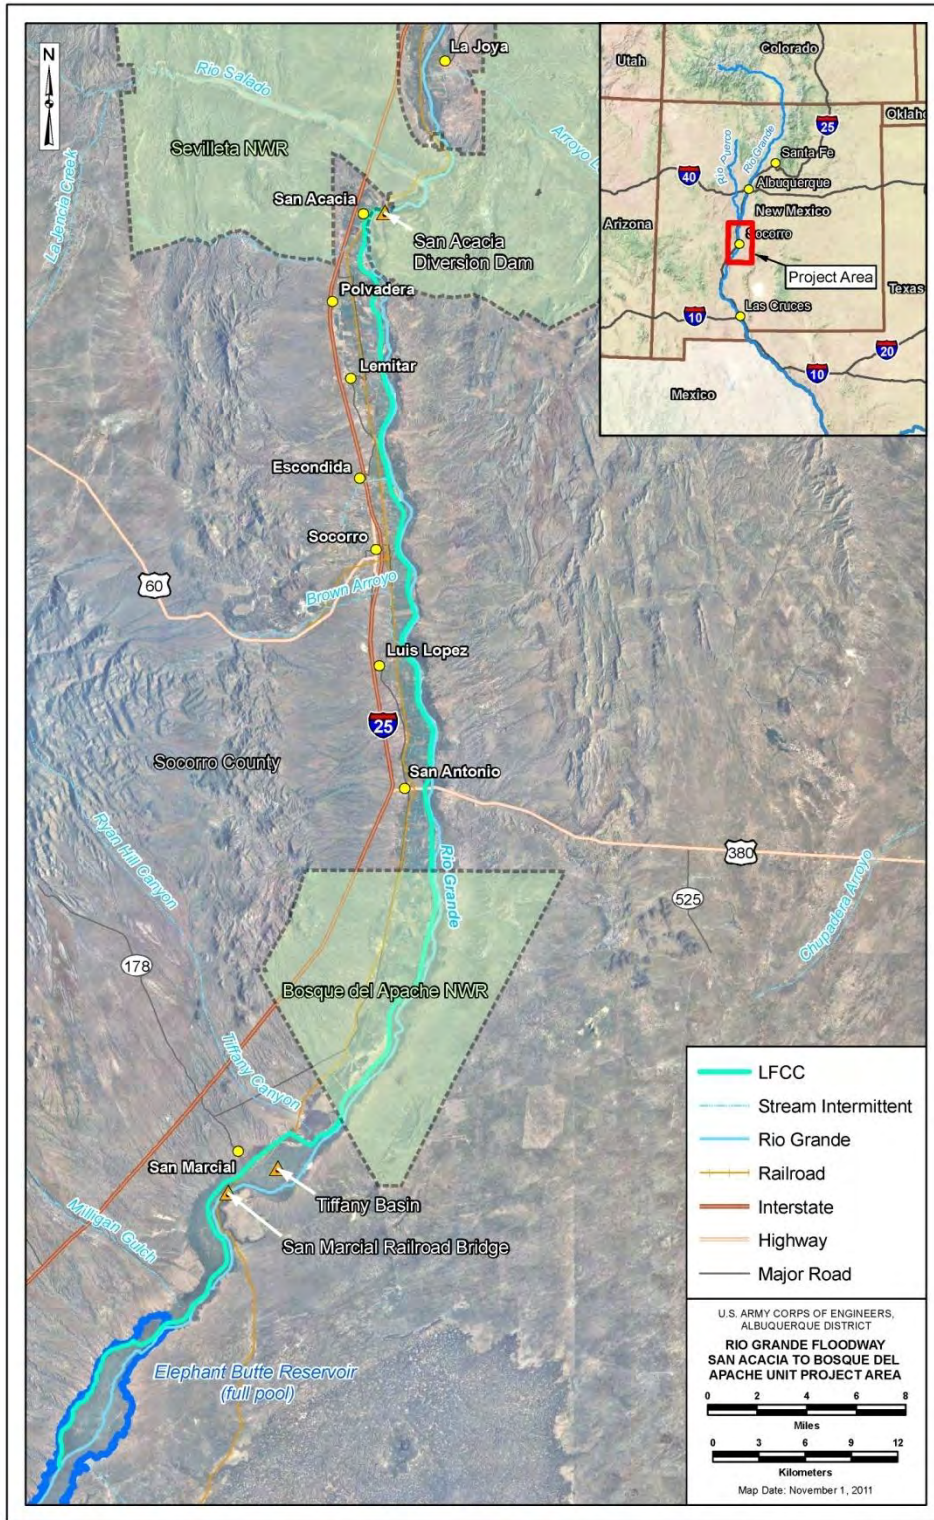 N
La Joya
Rio Salado
La Jencia Creek
Sevilleta NWR
San Acacia
San Acacia
Diversion Dam
Polvadera
Lemitar
Escondida
Socorro
60
Brown Arroyo
Luis Lopez
25
Socorro County
San Antonio
Ryan Hill Canyon
Rio Grande
380
525
Chupadera Arroyo
178
Bosque del Apache NWR
Tiffany Canyon
San Marcial
Tiffany Basin
San Marcial Railroad Bridge
Milligan Gulch
Elephant Butte Reservoir
(full pool)
Utah
Colorado
Oklaho
25
Rio Puerco
Rio Grande
Santa Fe
40
Albuquerque
New Mexico
Arizona
Socorro
Project Area
Texas
Las Cruces
10
20
10
Mexico
LFCC
Stream Intermittent
Rio Grande
Railroad
Interstate
Highway
Major Road
U.S. ARMY CORPS OF ENGINEERS,
ALBUQUERQUE DISTRICT
RIO GRANDE FLOODWAY
SAN ACACIA TO BOSQUE DEL
APACHE UNIT PROJECT AREA
0 2 4 6 8
Miles
0 3 6 9 12
Kilometers
Map Date: November 1, 2011
Arroyo